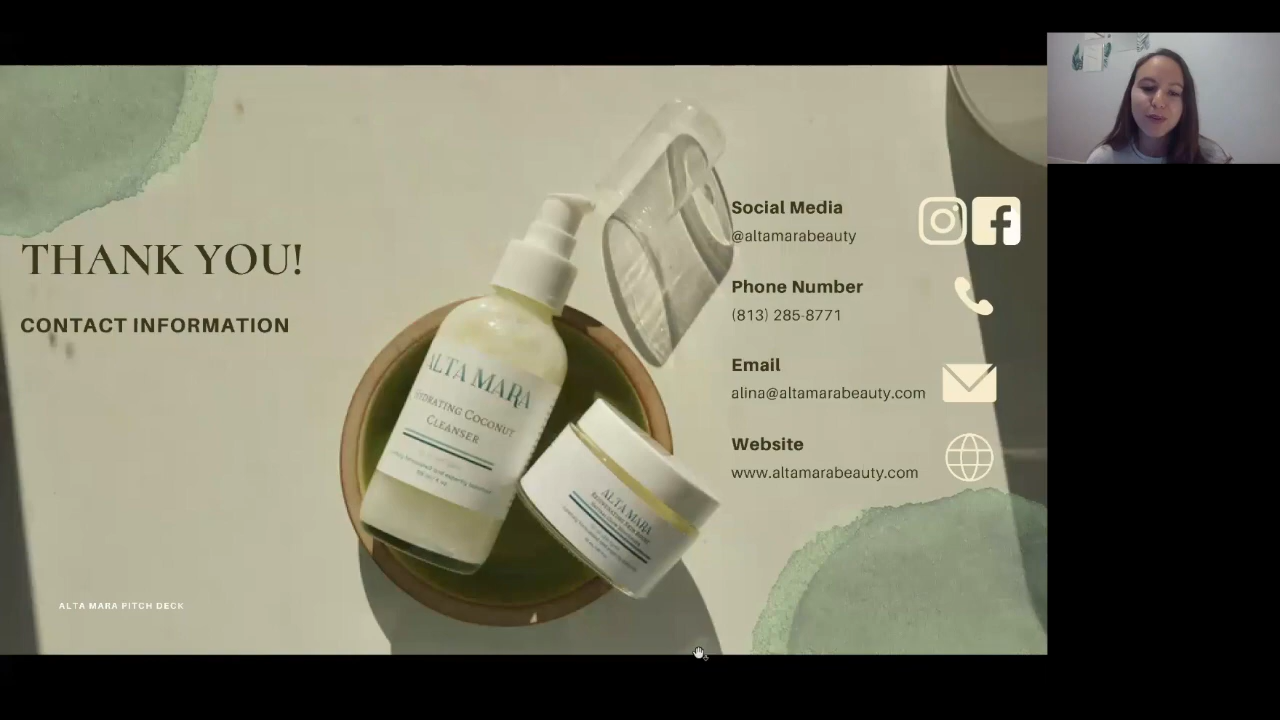 THANK YOU!
CONTACT INFORMATION
Social Media
@altamarabeauty
Phone Number
(813) 285-8771
Email
alina@altamarabeauty.com
Website
www.altamarabeauty.com
ALTA MARA
HYDRATING COCONUT
CLEANSER
ALTA MARA
ALTA MARA PITCH DECK